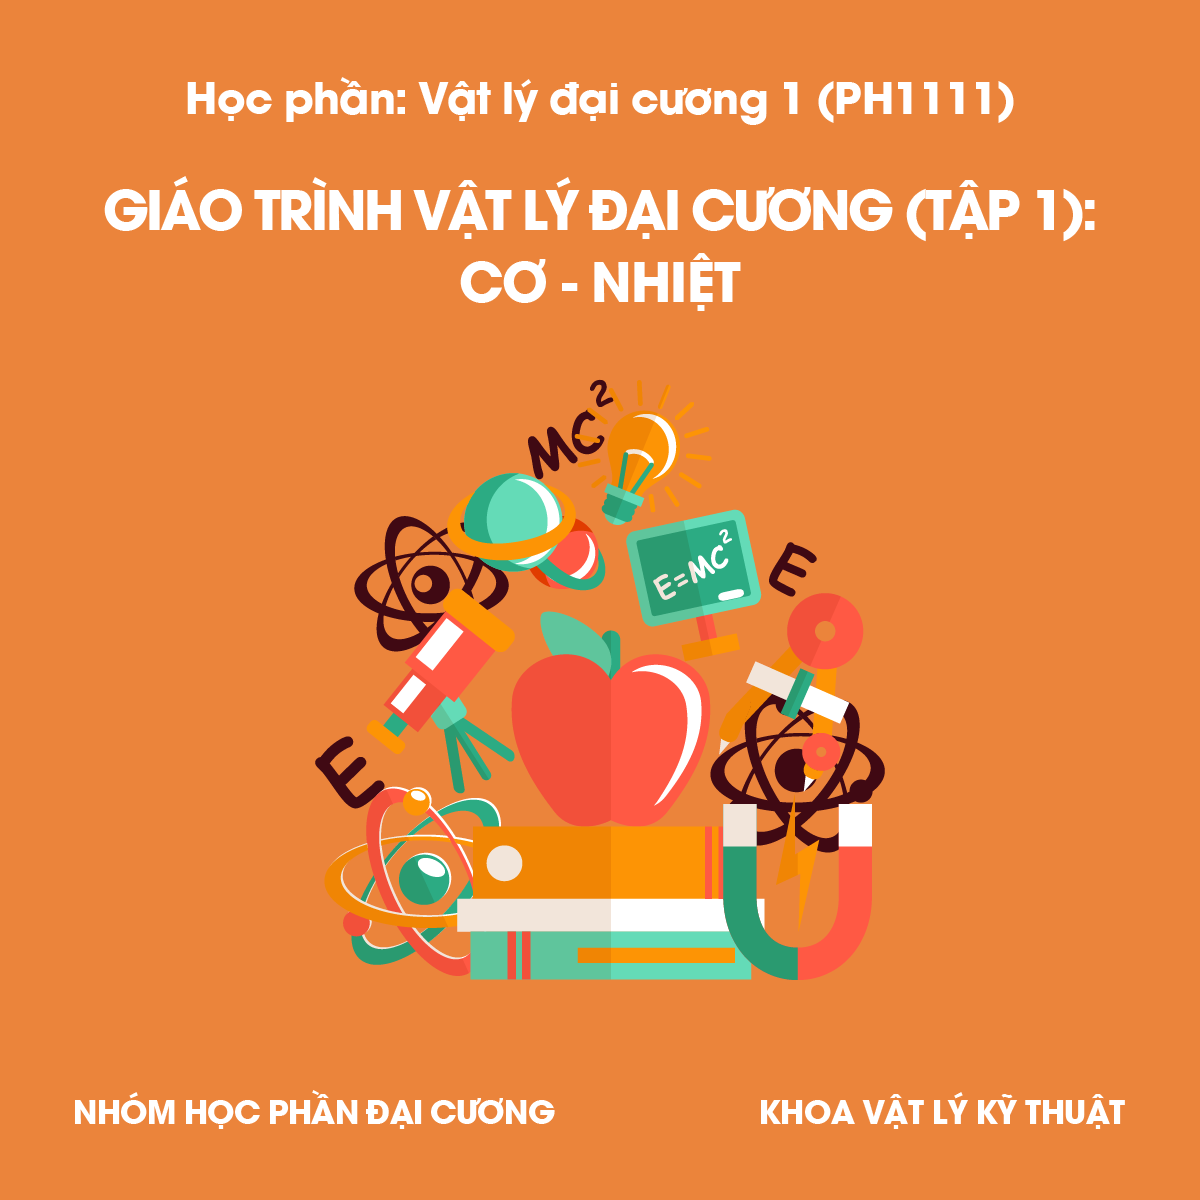 Học phần: Vật lý đại cương 1 (PH1111)
GIÁO TRÌNH VẬT LÝ ĐẠI CƯƠNG (TẬP 1):
CƠ - NHIỆT
MC²
E=MC²
E
E
NHÓM HỌC PHẦN ĐẠI CƯƠNG
KHOA VẬT LÝ KỸ THUẬT